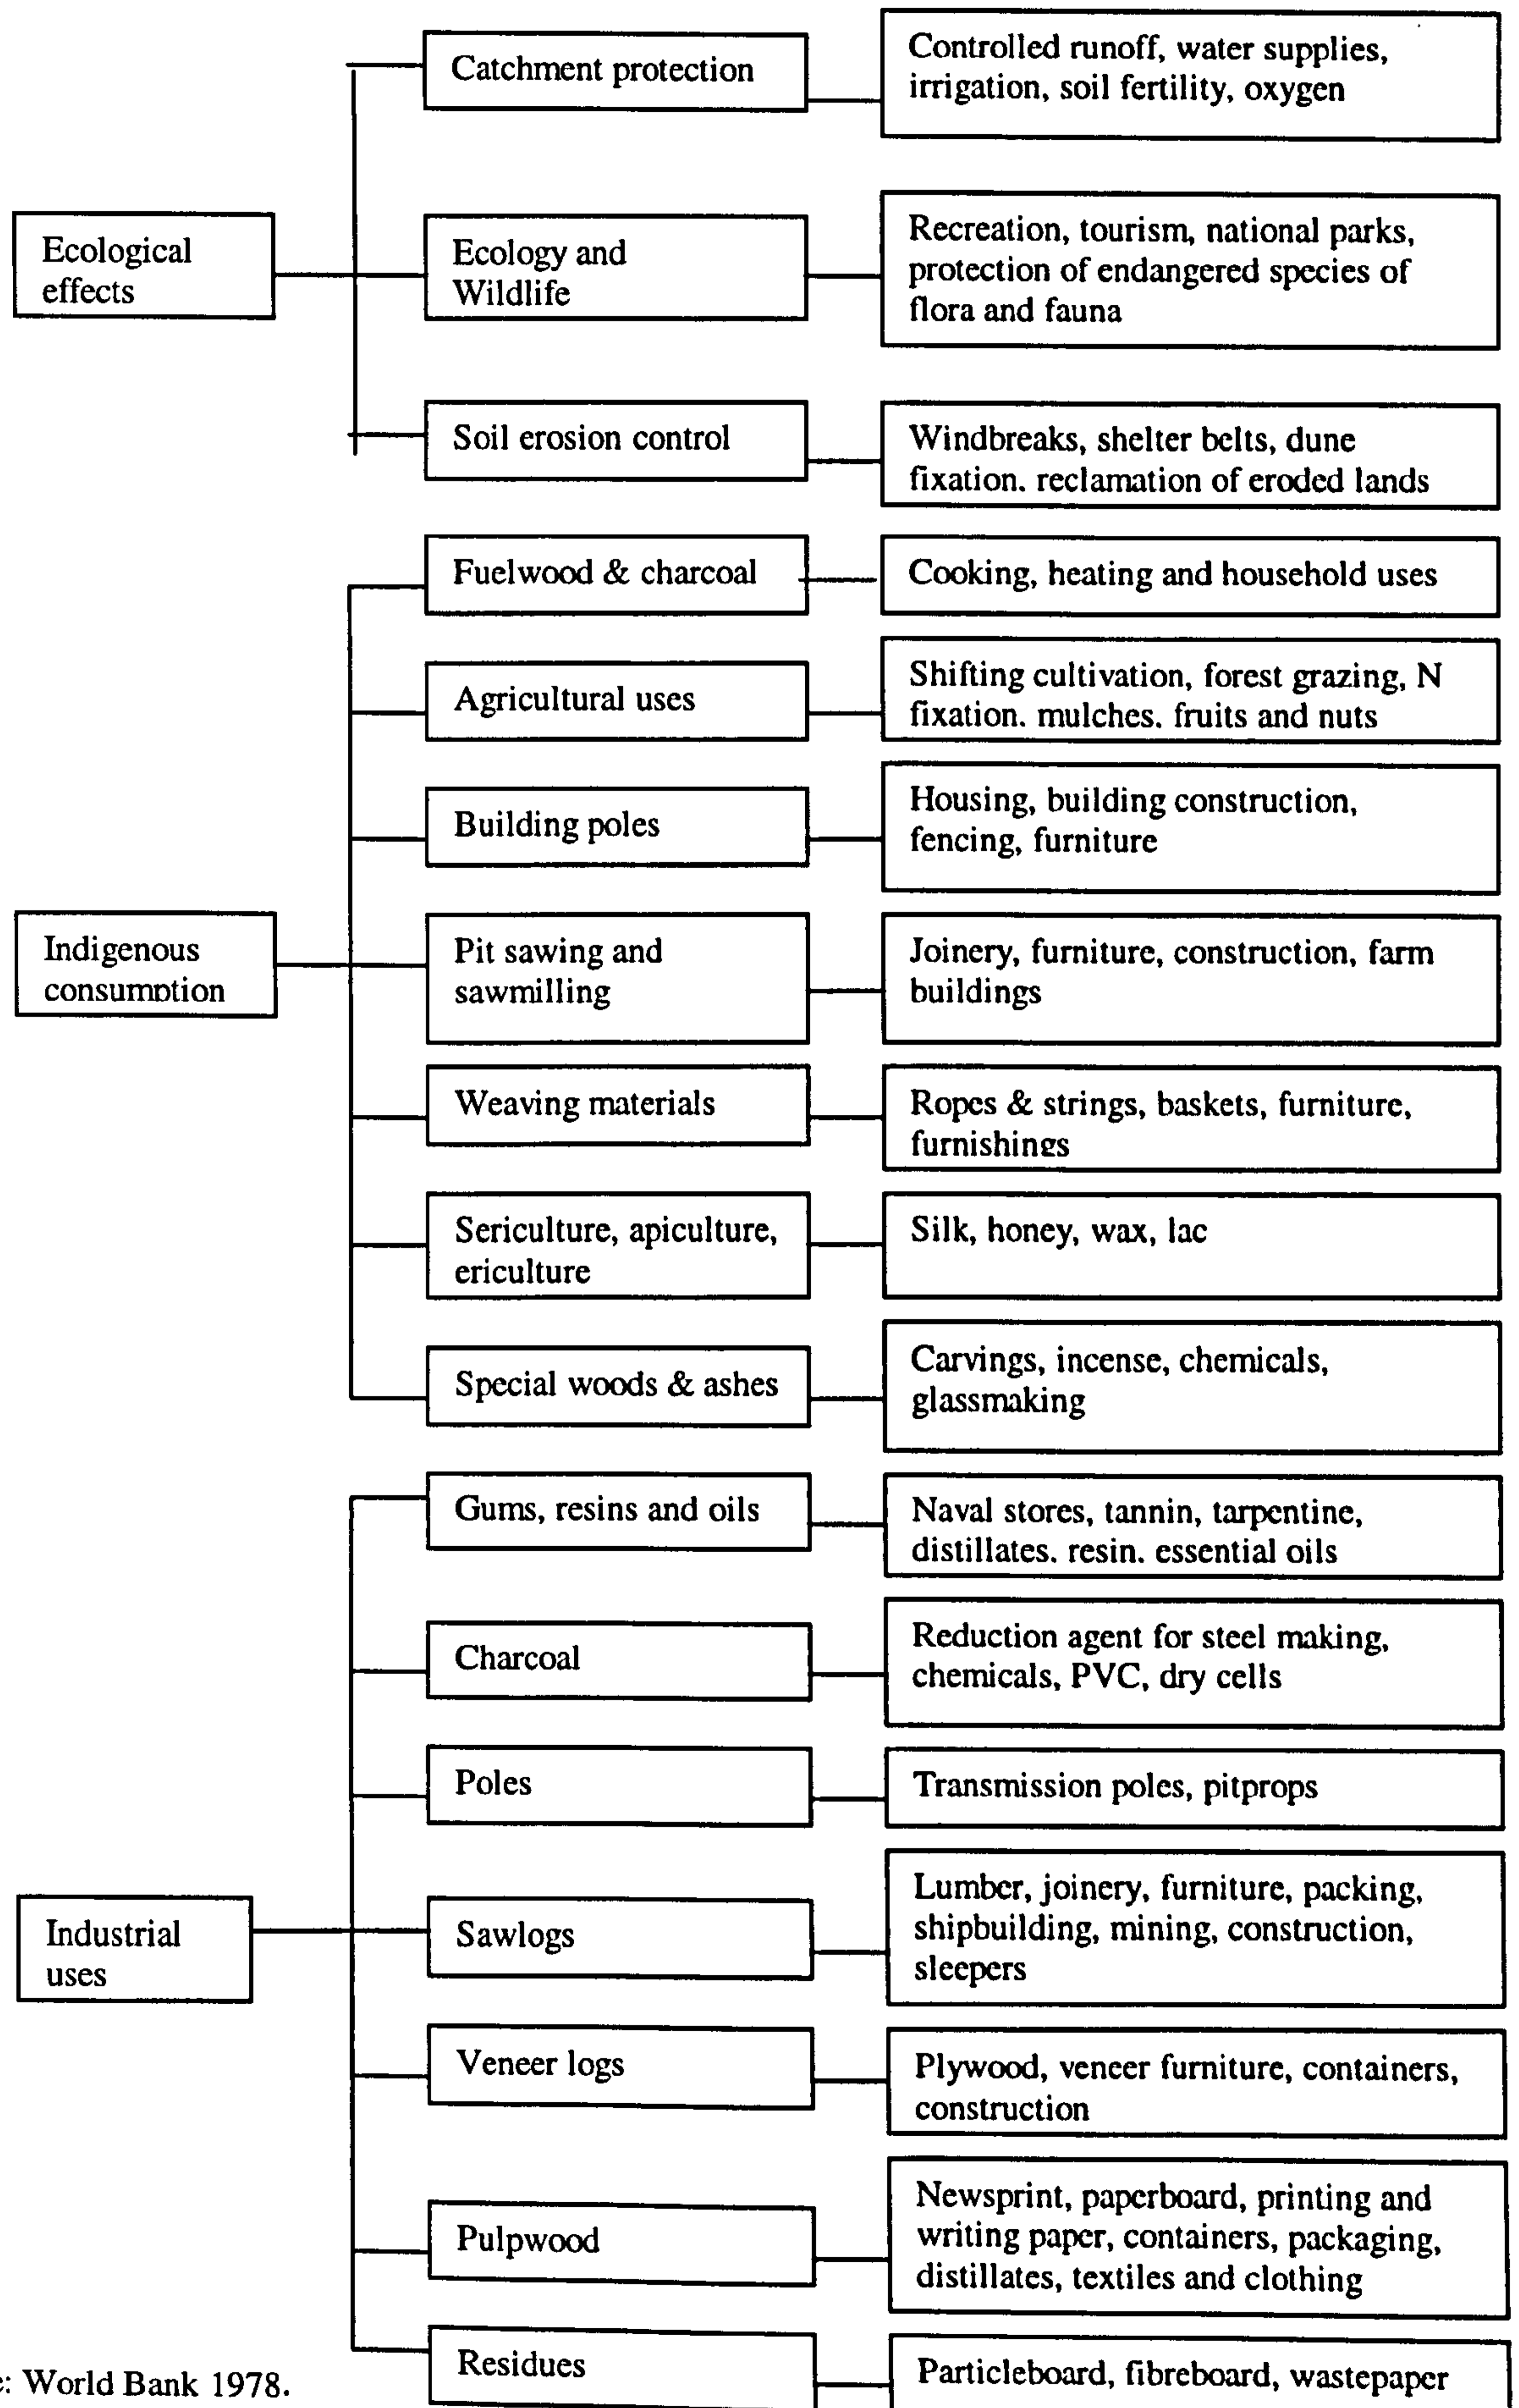 Ecological
effects
Catchment protection
Controlled runoff, water supplies,
irrigation, soil fertility, oxygen
Ecology and
Wildlife
Recreation, tourism, national parks,
protection of endangered species of
flora and fauna
Soil erosion control
Windbreaks, shelter belts, dune
fixation. reclamation of eroded lands
Indigenous
consumption
Fuelwood & charcoal
Cooking, heating and household uses
Agricultural uses
Shifting cultivation, forest grazing, N
fixation. mulches. fruits and nuts
Building poles
Housing, building construction,
fencing, furniture
Pit sawing and
sawmilling
Joinery, furniture, construction, farm
buildings
Weaving materials
Ropes & strings, baskets, furniture,
furnishings
Sericulture, apiculture,
ericulture
Silk, honey, wax, lac
Special woods & ashes
Carvings, incense, chemicals,
glassmaking
Industrial
uses
Gums, resins and oils
Naval stores, tannin, tarpentine,
distillates. resin. essential oils
Charcoal
Reduction agent for steel making,
chemicals, PVC, dry cells
Poles
Transmission poles, pitprops
Sawlogs
Lumber, joinery, furniture, packing,
shipbuilding, mining, construction,
sleepers
Veneer logs
Plywood, veneer furniture, containers,
construction
Pulpwood
Newsprint, paperboard, printing and
writing paper, containers, packaging,
distillates, textiles and clothing
Residues
Particleboard, fibreboard, wastepaper
: World Bank 1978.